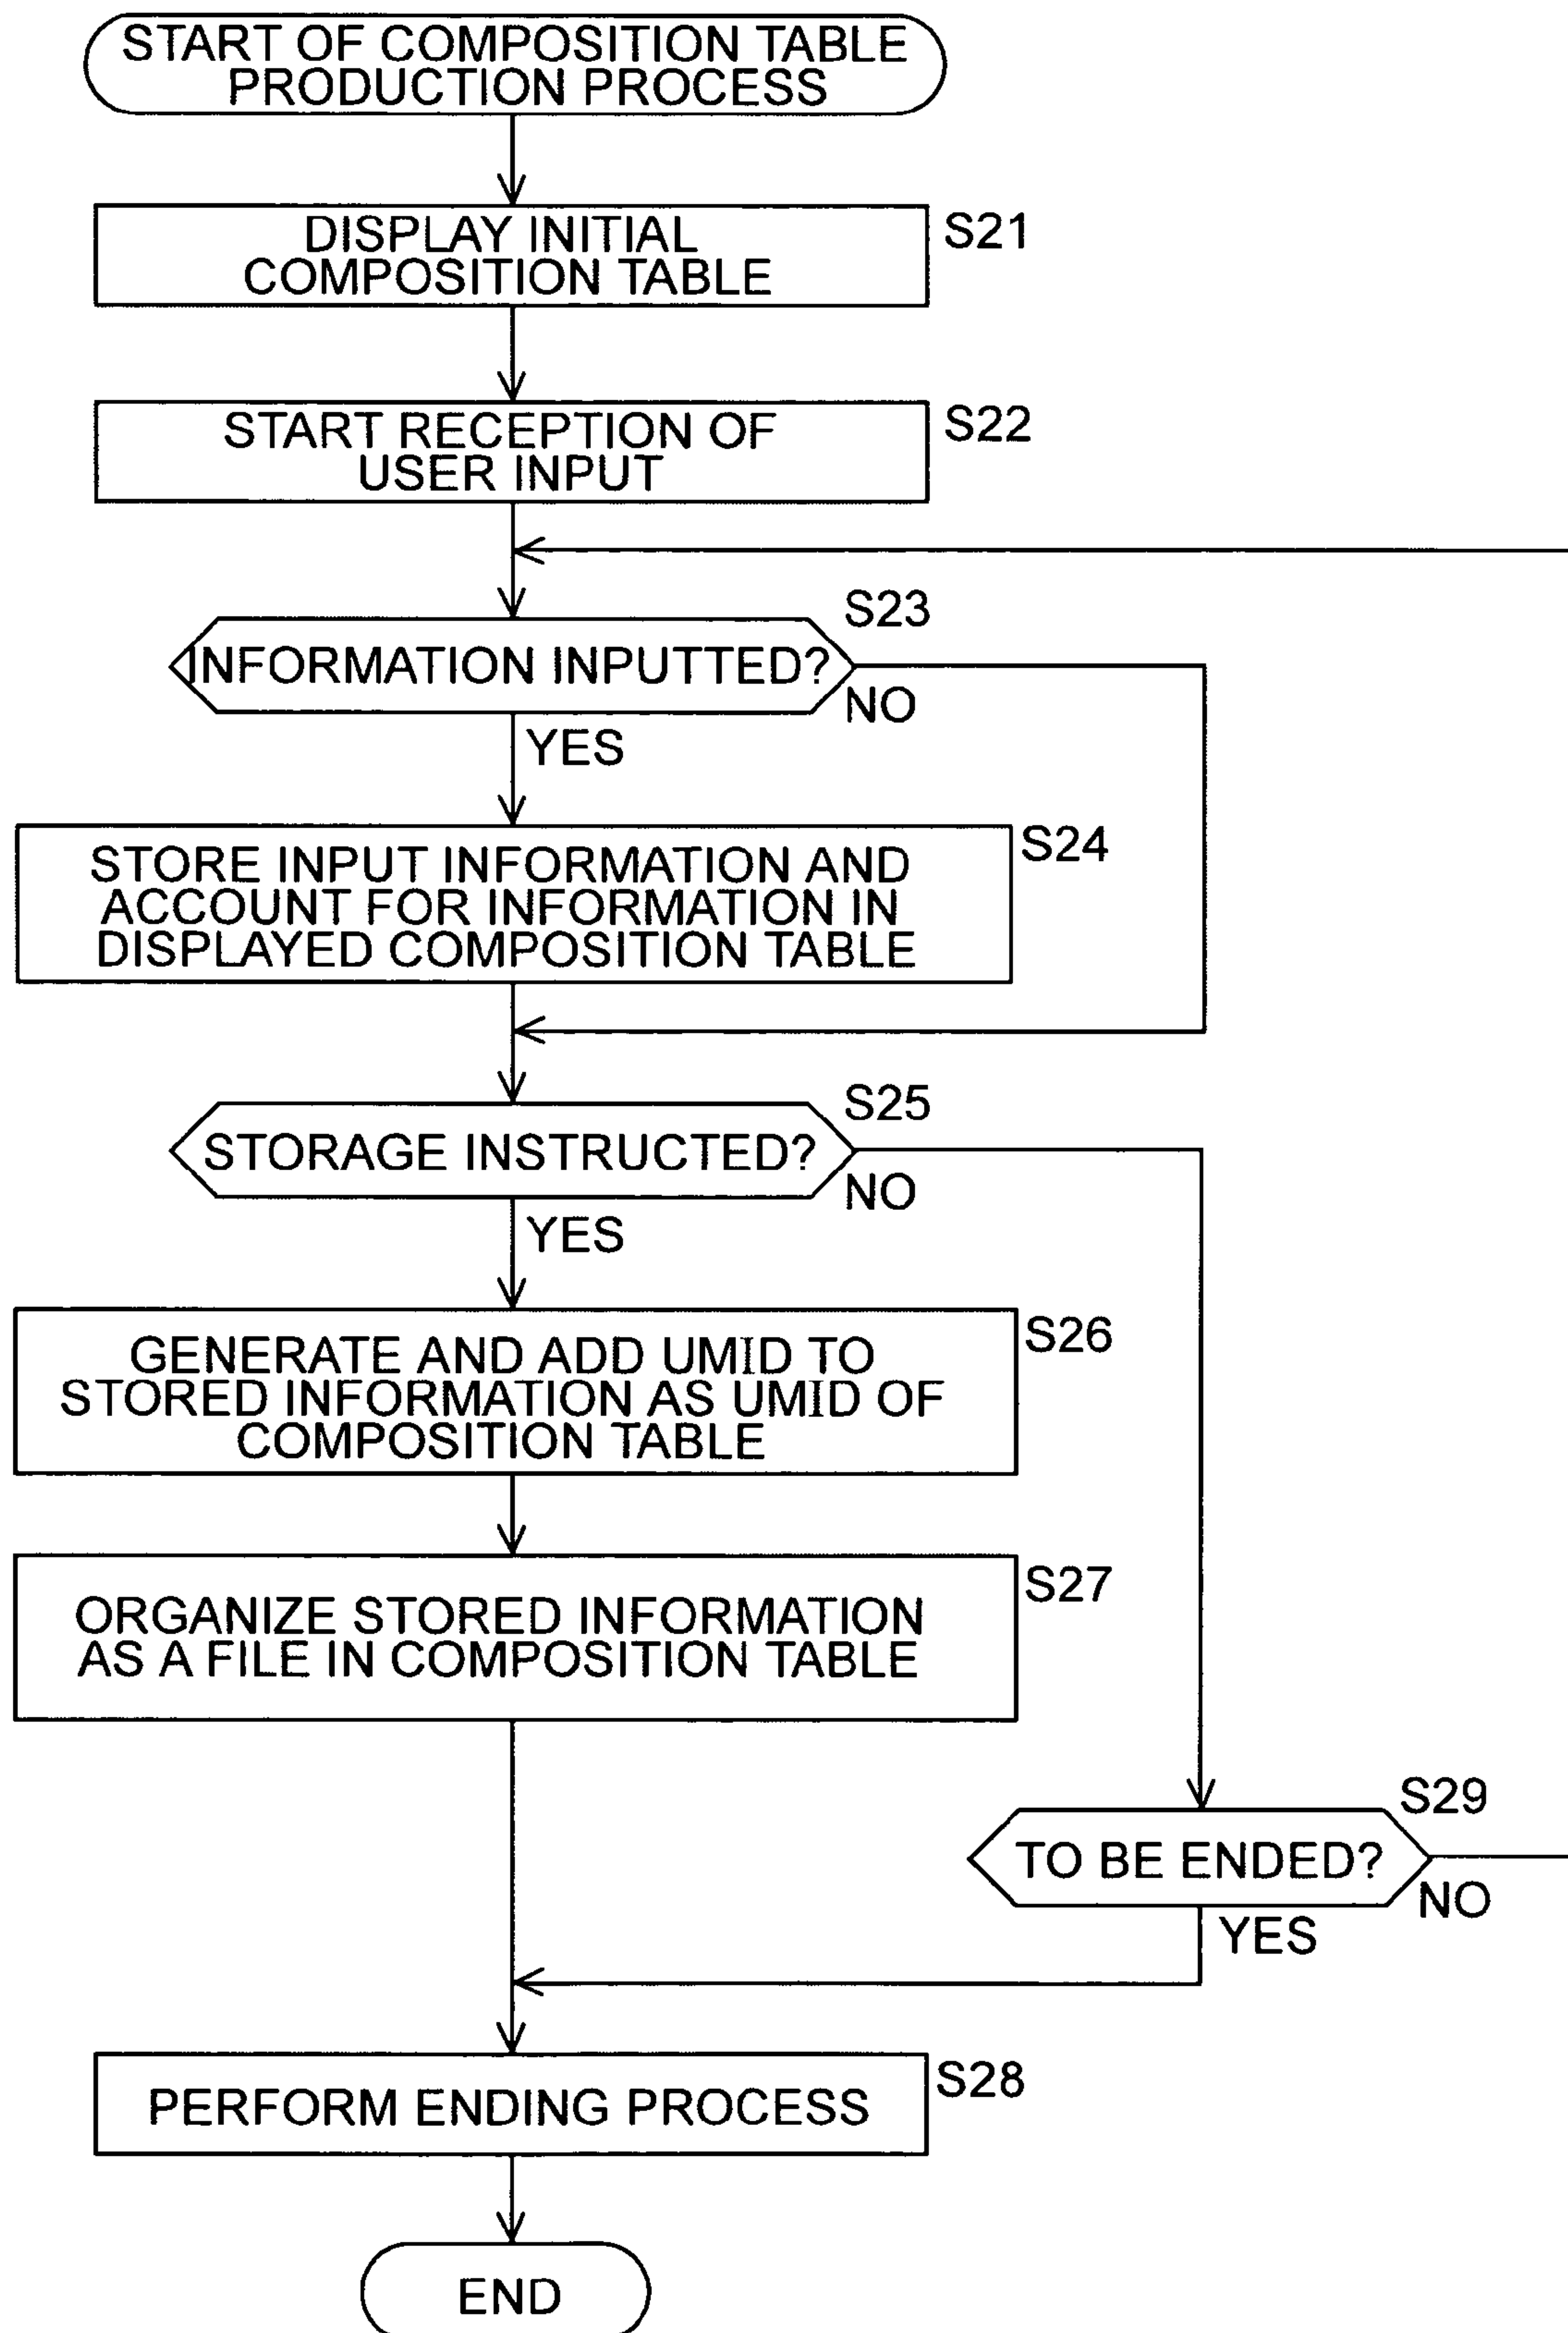 START OF COMPOSITION TABLE
PRODUCTION PROCESS
DISPLAY INITIAL
COMPOSITION TABLE
S21
START RECEPTION OF
USER INPUT
S22
S23
INFORMATION INPUTTED?
NO
YES
STORE INPUT INFORMATION AND
ACCOUNT FOR INFORMATION IN
DISPLAYED COMPOSITION TABLE
S24
S25
STORAGE INSTRUCTED?
NO
YES
GENERATE AND ADD UMID TO
STORED INFORMATION AS UMID OF
COMPOSITION TABLE
S26
ORGANIZE STORED INFORMATION
AS A FILE IN COMPOSITION TABLE
S27
S29
TO BE ENDED?
NO
YES
PERFORM ENDING PROCESS
S28
END